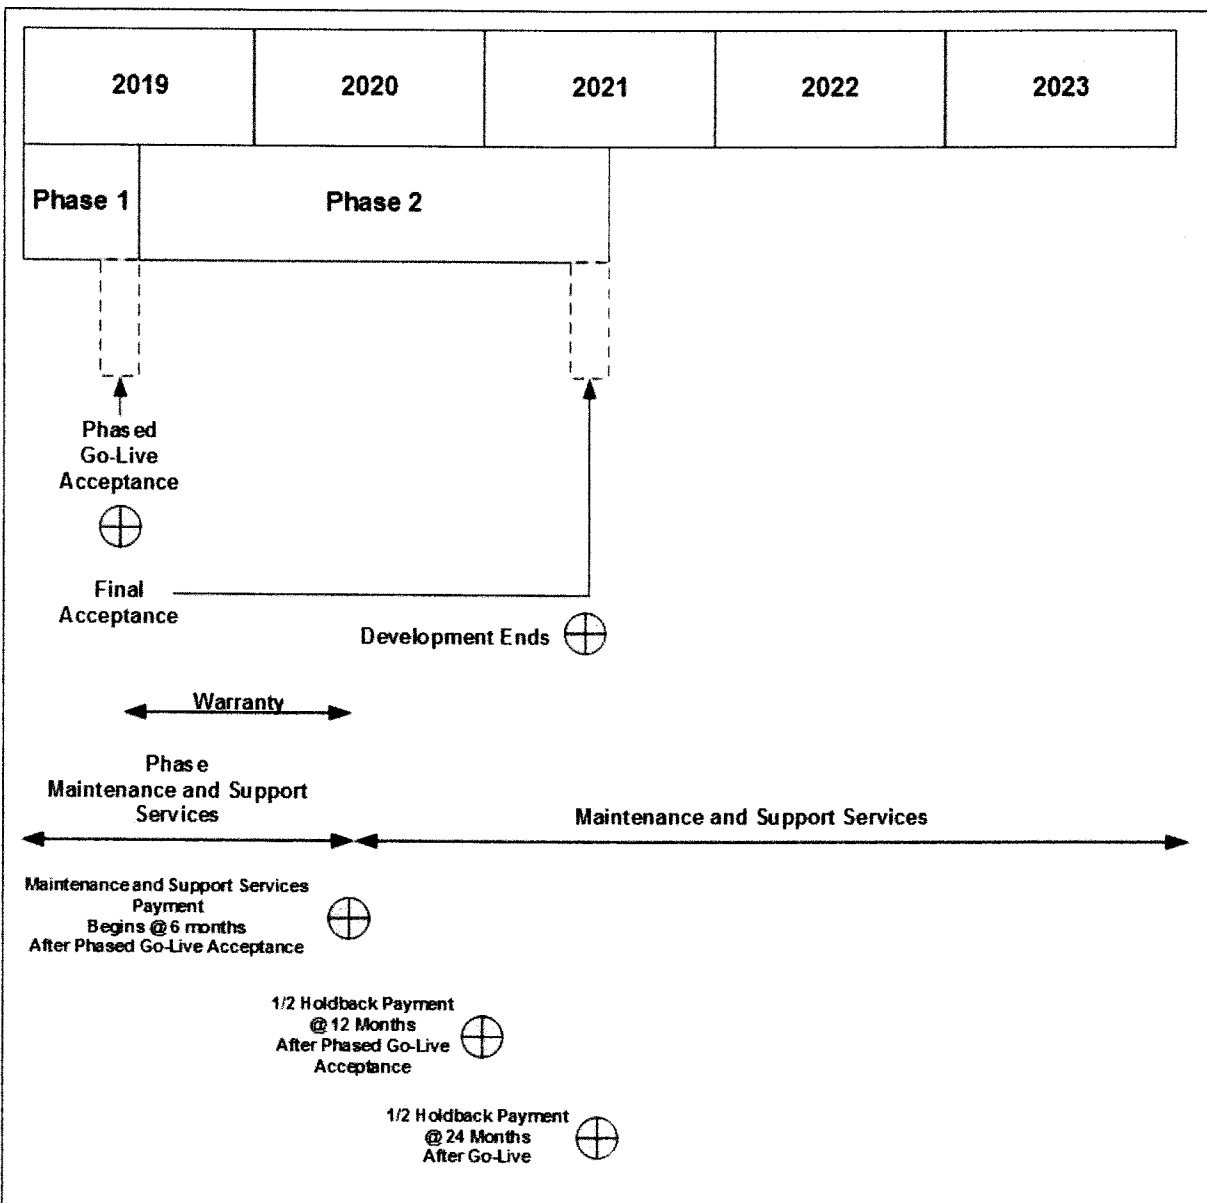 2019
2020
2021
2022
2023
Phase 1
Phase 2
Phased
Go-Live
Acceptance
Final
Acceptance
Development Ends
Warranty
Phase
Maintenance and Support
Services
Maintenance and Support Services
Maintenance and Support Services
Payment
Begins @ 6 months
After Phased Go-Live Acceptance
1/2 Holdback Payment
@ 12 Months
After Phased Go-Live
Acceptance
1/2 Holdback Payment
@ 24 Months
After Go-Live